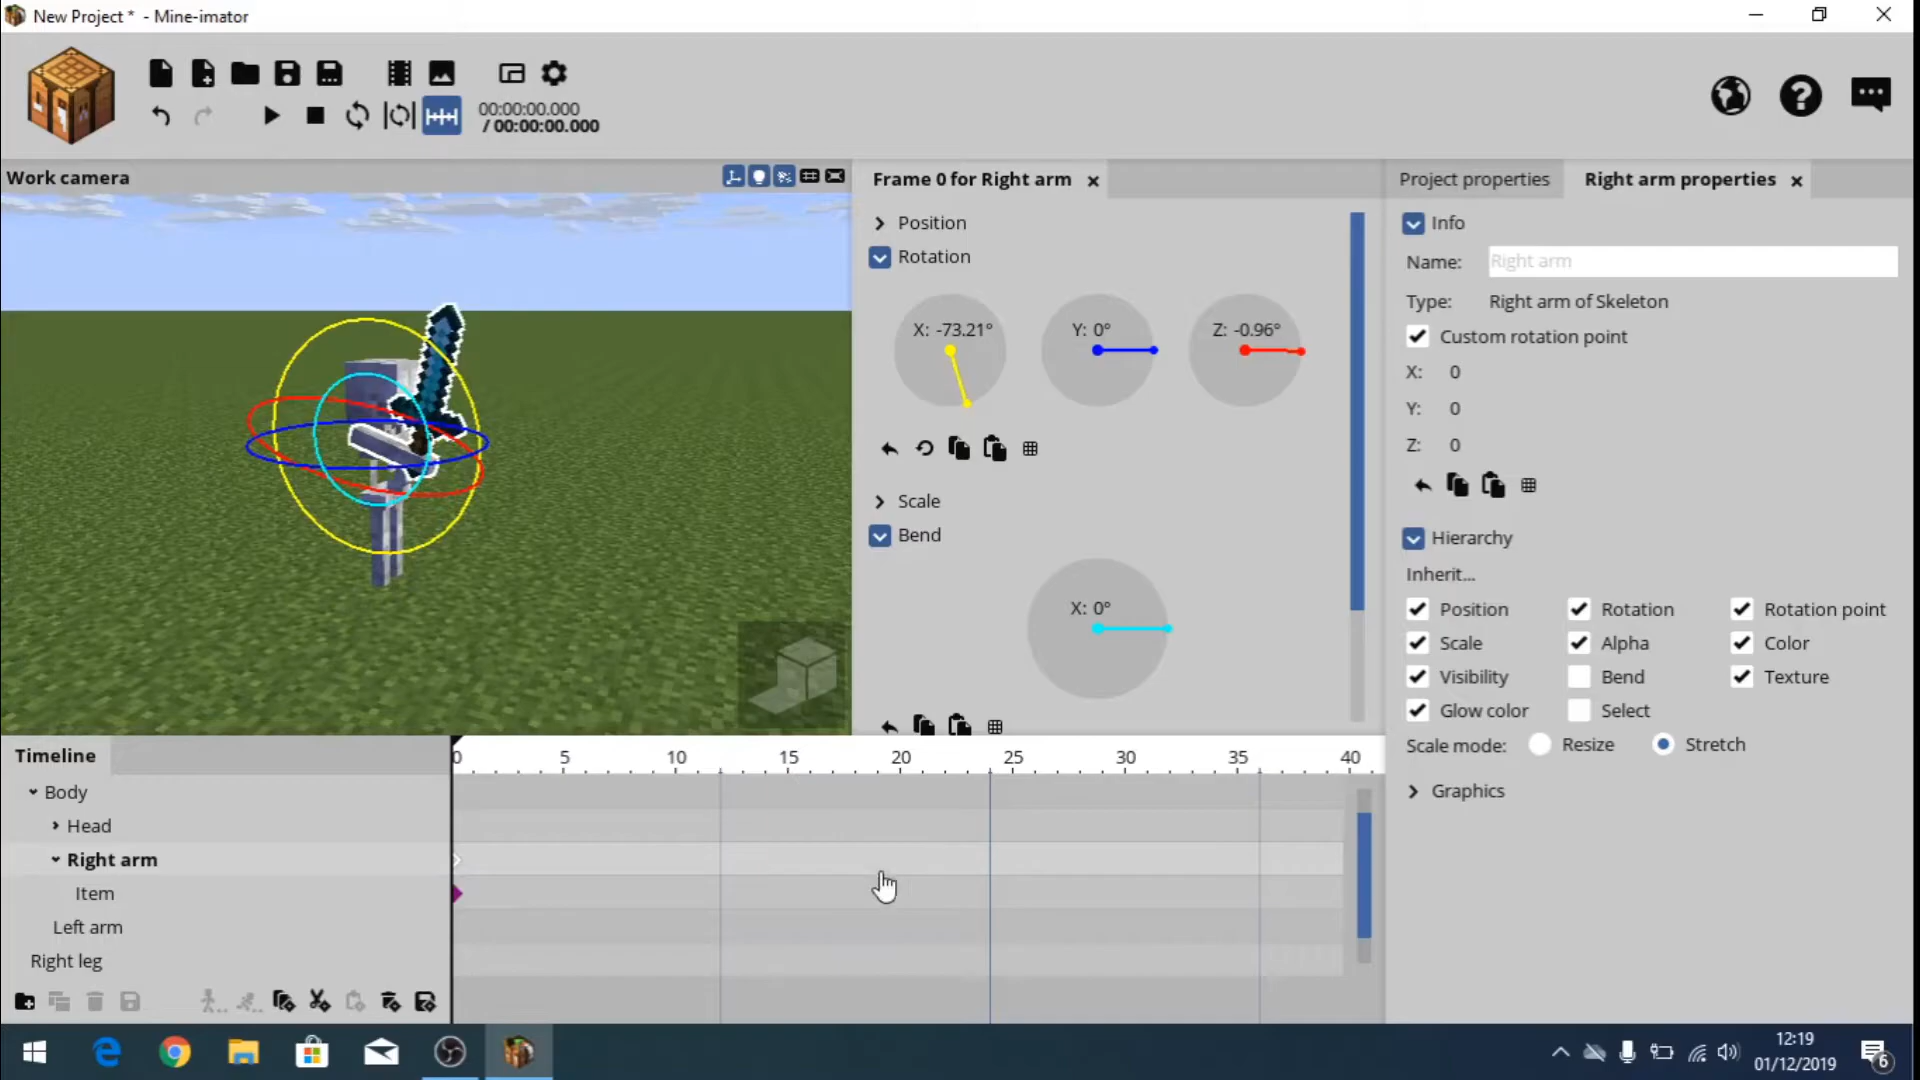 New Project * - Mine-imator
00:00:00.000
/ 00:00:00.000
Work camera
Frame 0 for Right arm
Position
Rotation
X: -73.21°
Y: 0°
Z: -0.96°
Scale
Bend
X: 0°
Project properties
Right arm properties
Info
Name: Right arm
Type: Right arm of Skeleton
Custom rotation point
X: 0
Y: 0
Z: 0
Hierarchy
Inherit...
Position Rotation Rotation point
Scale Alpha Color
Visibility Bend Texture
Glow color Select
Scale mode: Resize Stretch
Graphics
Timeline
0 5 10 15 20 25 30 35 40
Body
Head
Right arm
Item
Left arm
Right leg
12:19
01/12/2019
6